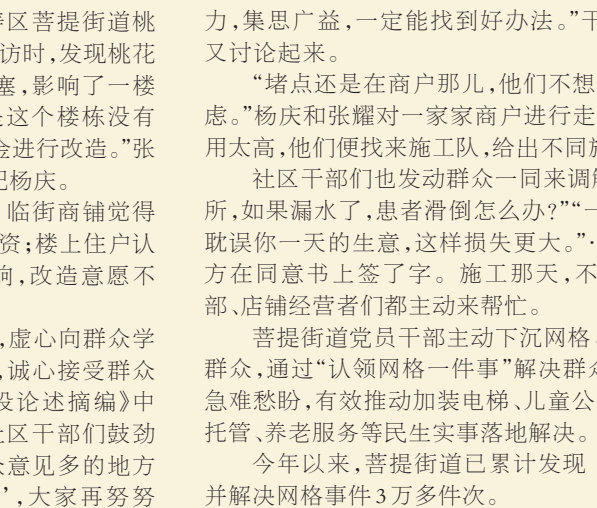 区菩提街道桃
访时,发现桃花
塞,影响了一楼
这个楼栋没有
金进行改造。”张
记杨庆。
临街商铺觉得
资;楼上住户认
响,改造意愿不
,虚心向群众学
,诚心接受群众
设论述摘编》中
社区干部们鼓劲
众意见多的地方
’,大家再努努
力,集思广益,一定能找到好办法。”干
又讨论起来。
“堵点还是在商户那儿,他们不想
虑。”杨庆和张耀对一家家商户进行走
用太高,他们便找来施工队,给出不同施
社区干部们也发动群众一同来调解
所,如果漏水了,患者滑倒怎么办?”“一
耽误你一天的生意,这样损失更大。”·
方在同意书上签了字。施工那天,不
部、店铺经营者们都主动来帮忙。
菩提街道党员干部主动下沉网格
群众,通过“认领网格一件事”解决群众
急难愁盼,有效推动加装电梯、儿童公
托管、养老服务等民生实事落地解决。
今年以来,菩提街道已累计发现
并解决网格事件3万多件次。